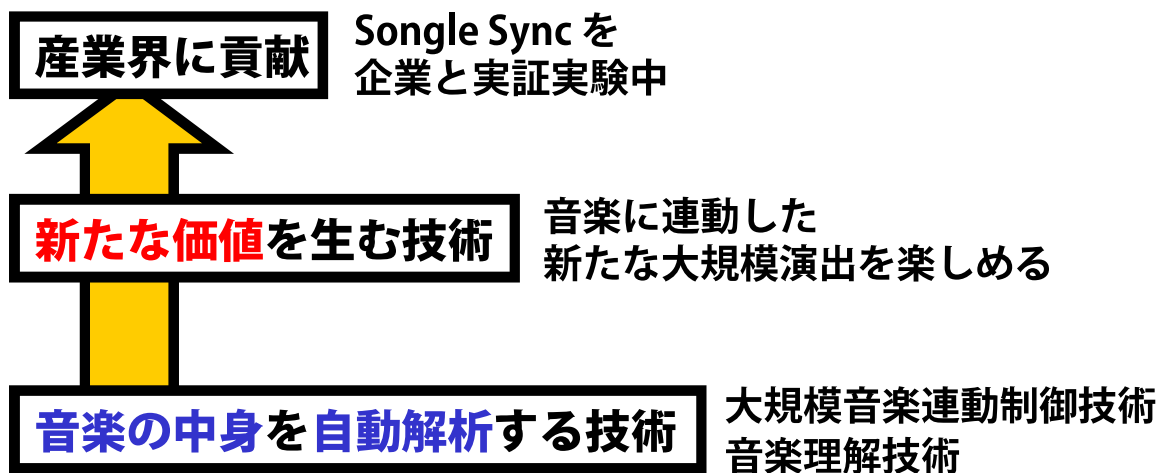 産業界に貢献
Songle Sync を
企業と実証実験中
新たな価値を生む技術
音楽に連動した
新たな大規模演出を楽しめる
音楽の中身を自動解析する技術
大規模音楽連動制御技術
音楽理解技術